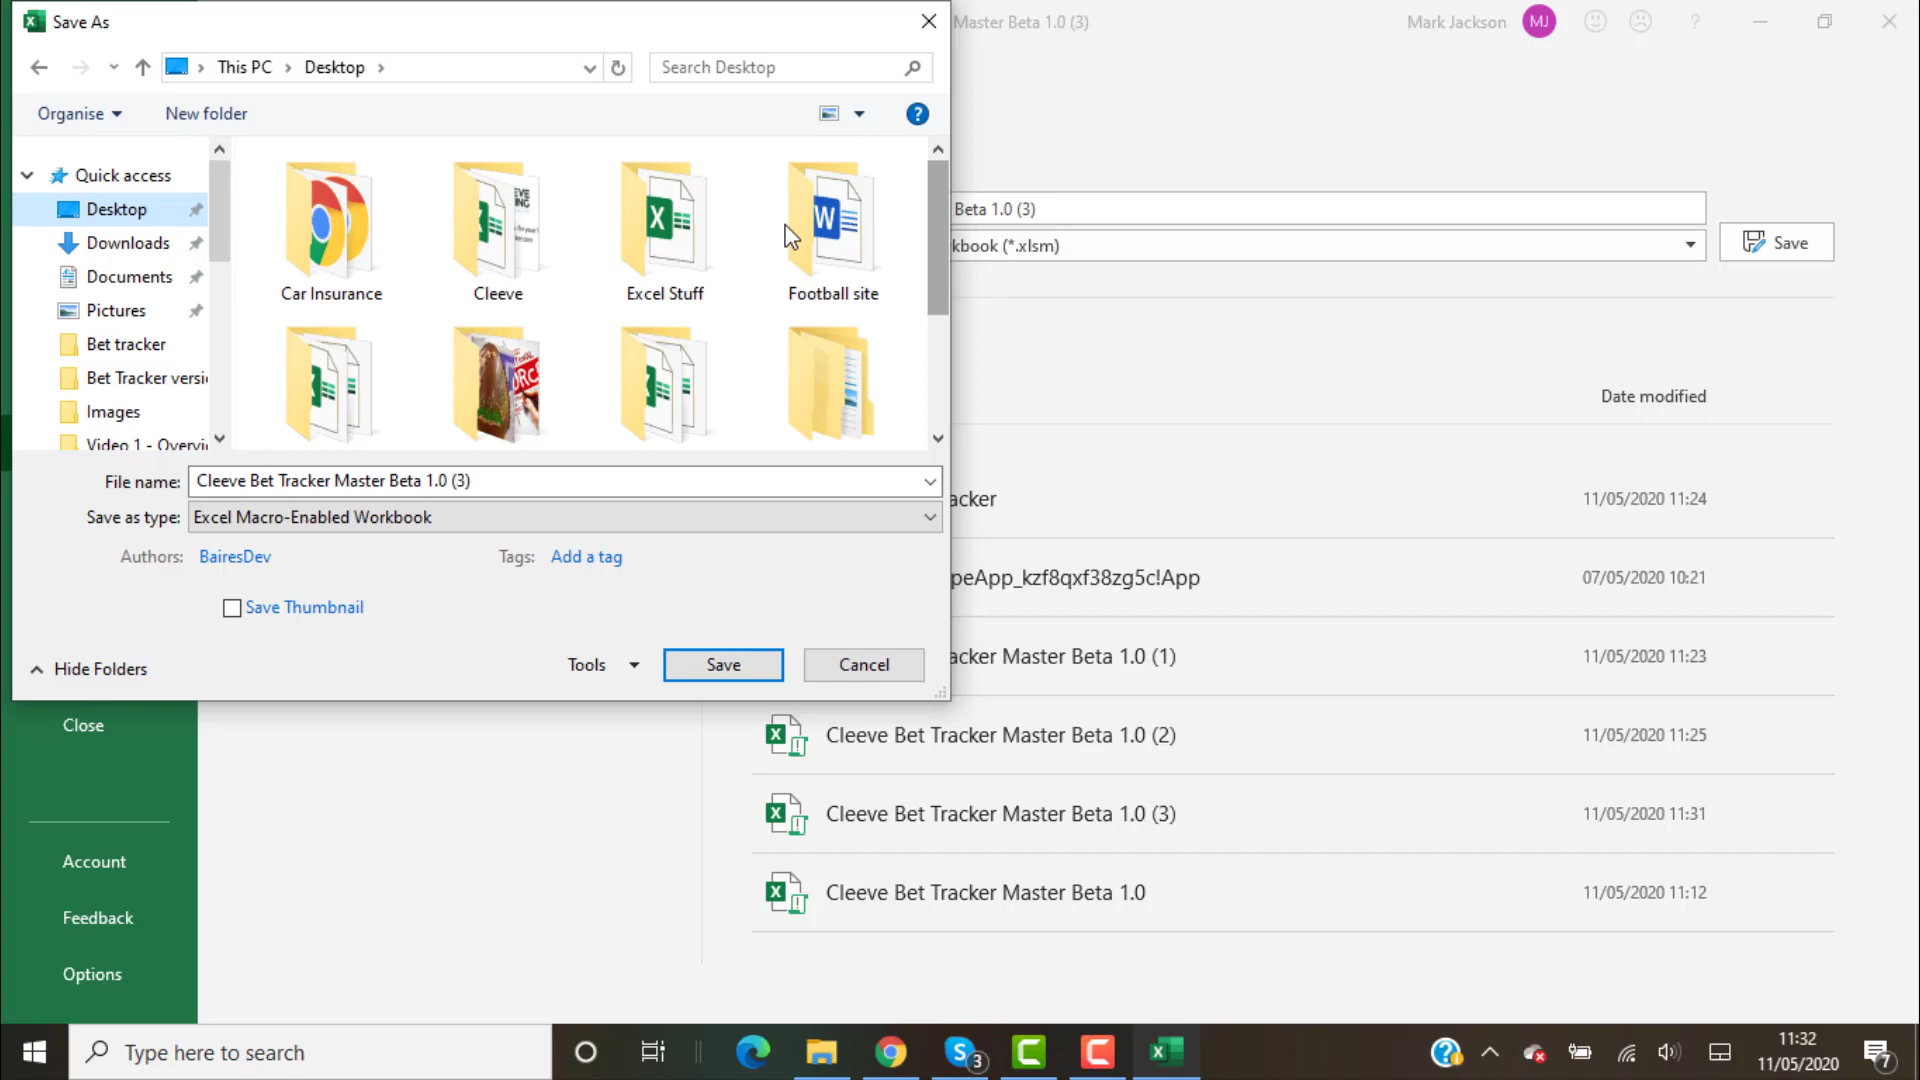 Save As
Master Beta 1.0 (3)
Mark Jackson
MJ
?
This PC
Desktop
Search Desktop
Organise
New folder
?
Quick access
Desktop
Downloads
Documents
Pictures
Bet tracker
Bet Tracker versi
Images
Video 1 - Overvi
Car Insurance
Cleeve
Excel Stuff
Football site
File name:
Cleeve Bet Tracker Master Beta 1.0 (3)
Save as type:
Excel Macro-Enabled Workbook
Authors:
BairesDev
Tags:
Add a tag
Save Thumbnail
Hide Folders
Tools
Save
Cancel
Beta 1.0 (3)
kbook (*.xlsm)
Save
Date modified
acker
11/05/2020 11:24
peApp_kzf8qxf38zg5c!App
07/05/2020 10:21
acker Master Beta 1.0 (1)
11/05/2020 11:23
Cleeve Bet Tracker Master Beta 1.0 (2)
11/05/2020 11:25
Cleeve Bet Tracker Master Beta 1.0 (3)
11/05/2020 11:31
Cleeve Bet Tracker Master Beta 1.0
11/05/2020 11:12
Close
Account
Feedback
Options
Type here to search
3
11:32
11/05/2020
7